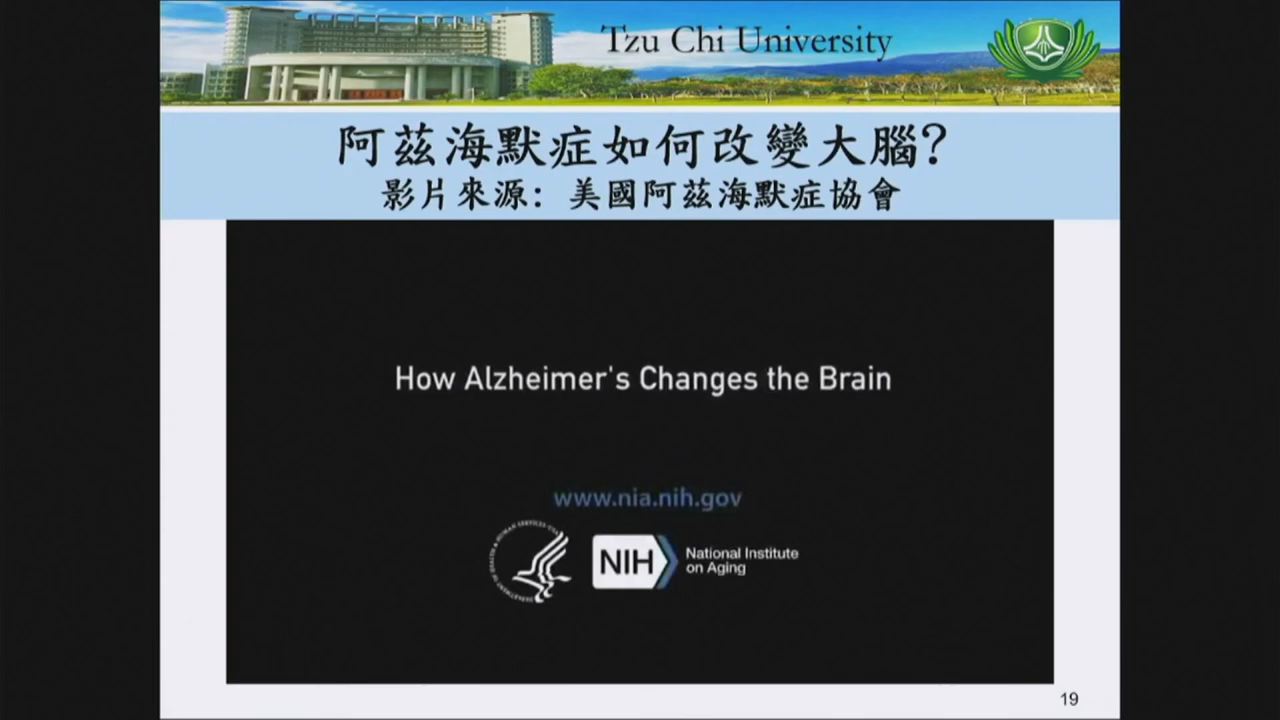 Tzu Chi University
阿茲海默症如何改變大腦?
影片來源: 美國阿茲海默症協會
How Alzheimer's Changes the Brain
www.nia.nih.gov
NIH
National Institute
on Aging
19